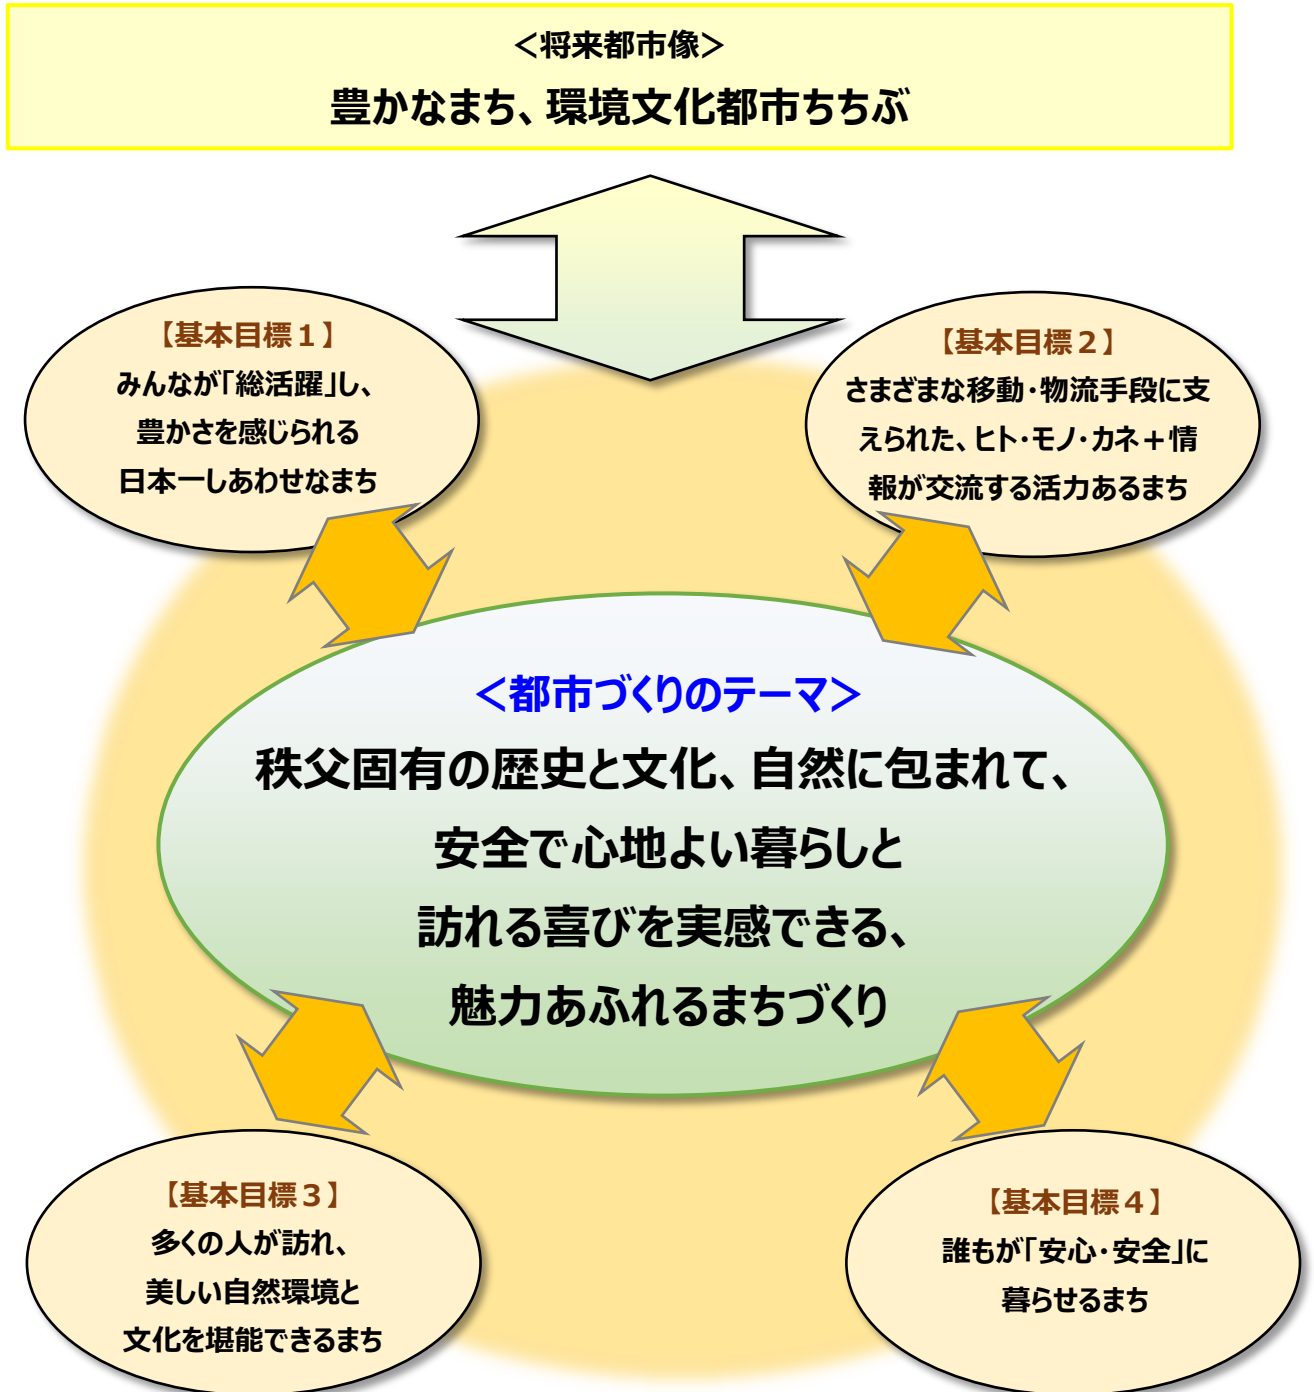 ＜将来都市像＞
豊かなまち、環境文化都市ちちぶ
【基本目標１】
みんなが「総活躍」し、
豊かさを感じられる
日本一しあわせなまち
【基本目標２】
さまざまな移動・物流手段に支
えられた、ヒト・モノ・カネ＋情
報が交流する活力あるまち
＜都市づくりのテーマ＞
秩父固有の歴史と文化、自然に包まれて、
安全で心地よい暮らしと
訪れる喜びを実感できる、
魅力あふれるまちづくり
【基本目標３】
多くの人が訪れ、
美しい自然環境と
文化を堪能できるまち
【基本目標４】
誰もが「安心・安全」に
暮らせるまち